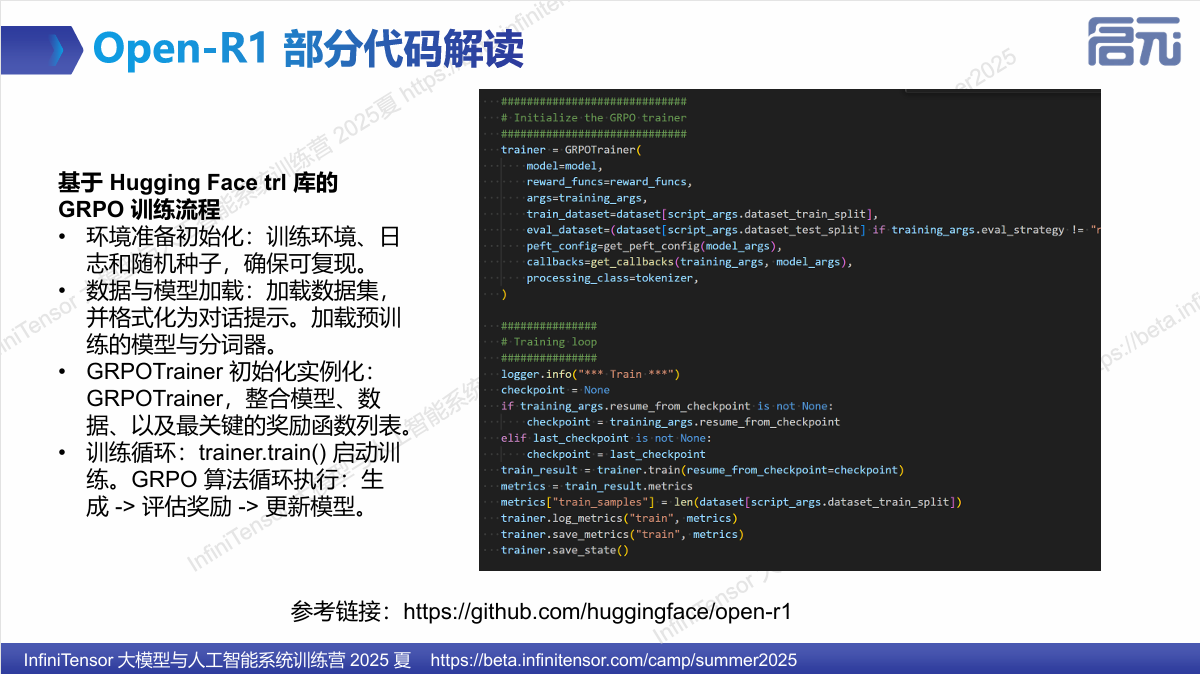 Open-R1 部分代码解读
启元
基于 Hugging Face trl 库的
GRPO 训练流程
• 环境准备初始化：训练环境、日
志和随机种子，确保可复现。
• 数据与模型加载：加载数据集，
并格式化为对话提示。加载预训
练的模型与分词器。
• GRPOTrainer 初始化实例化：
GRPOTrainer，整合模型、数
据、以及最关键的奖励函数列表。
• 训练循环：trainer.train() 启动训
练。GRPO 算法循环执行：生
成 -> 评估奖励 -> 更新模型。
#############################
# Initialize the GRPO trainer
#############################
trainer = GRPOTrainer(
model=model,
reward_funcs=reward_funcs,
args=training_args,
train_dataset=dataset[script_args.dataset_train_split],
eval_dataset=(dataset[script_args.dataset_test_split] if training_args.eval_strategy != "n
peft_config=get_peft_config(model_args),
callbacks=get_callbacks(training_args, model_args),
processing_class=tokenizer,
)
###############
# Training loop
###############
logger.info("*** Train ***")
checkpoint = None
if training_args.resume_from_checkpoint is not None:
checkpoint = training_args.resume_from_checkpoint
elif last_checkpoint is not None:
checkpoint = last_checkpoint
train_result = trainer.train(resume_from_checkpoint=checkpoint)
metrics = train_result.metrics
metrics["train_samples"] = len(dataset[script_args.dataset_train_split])
trainer.log_metrics("train", metrics)
trainer.save_metrics("train", metrics)
trainer.save_state()
参考链接：https://github.com/huggingface/open-r1
InfiniTensor 大模型与人工智能系统训练营 2025 夏 https://beta.infinitensor.com/camp/summer2025